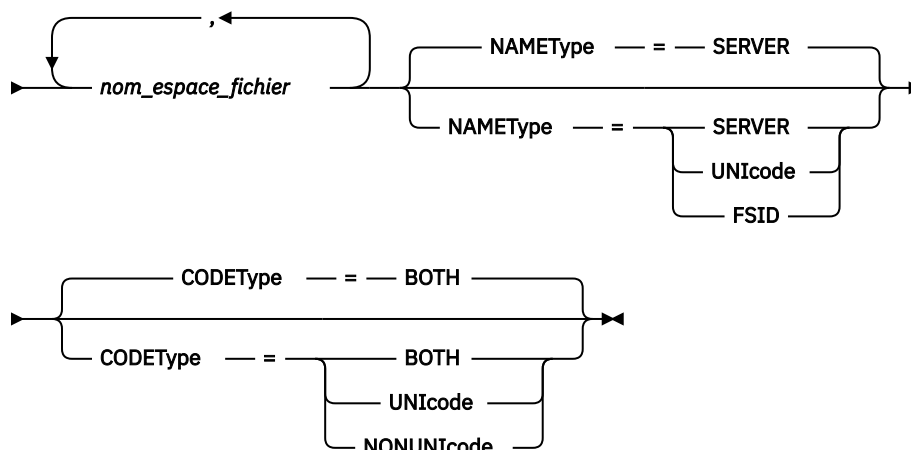 ,
NAMEType = SERVER
nom_espace_fichier
NAMEType = SERVER
UNIcode
FSID
CODEType = BOTH
CODEType = BOTH
UNIcode
NONUNIcode